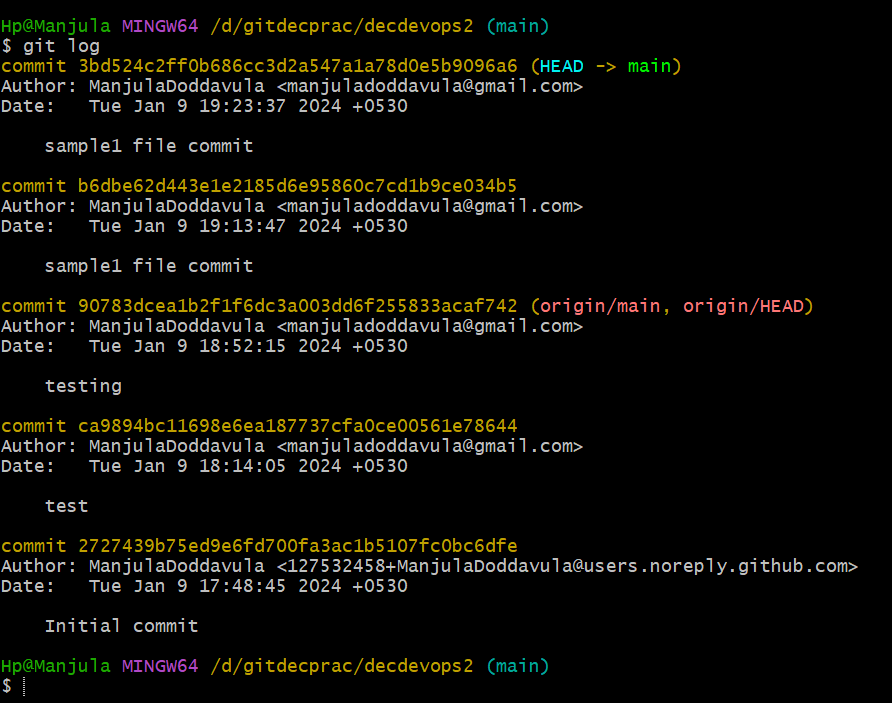 Hp@Manjula MINGW64 /d/gitdecprac/decdevops2 (main)
$ git log
commit 3bd524c2ff0b686cc3d2a547a1a78d0e5b9096a6 (HEAD -> main)
Author: ManjulaDoddavula <manjuladoddavula@gmail.com>
Date:   Tue Jan 9 19:23:37 2024 +0530

    sample1 file commit

commit b6dbe62d443e1e2185d6e95860c7cd1b9ce034b5
Author: ManjulaDoddavula <manjuladoddavula@gmail.com>
Date:   Tue Jan 9 19:13:47 2024 +0530

    sample1 file commit

commit 90783dcea1b2f1f6dc3a003dd6f255833acaf742 (origin/main, origin/HEAD)
Author: ManjulaDoddavula <manjuladoddavula@gmail.com>
Date:   Tue Jan 9 18:52:15 2024 +0530

    testing

commit ca9894bc11698e6ea187737cfa0ce00561e78644
Author: ManjulaDoddavula <manjuladoddavula@gmail.com>
Date:   Tue Jan 9 18:14:05 2024 +0530

    test

commit 2727439b75ed9e6fd700fa3ac1b5107fc0bc6dfe
Author: ManjulaDoddavula <127532458+ManjulaDoddavula@users.noreply.github.com>
Date:   Tue Jan 9 17:48:45 2024 +0530

    Initial commit

Hp@Manjula MINGW64 /d/gitdecprac/decdevops2 (main)
$